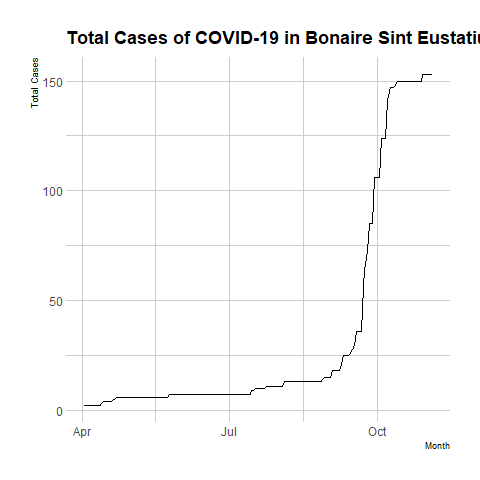 Total Cases of COVID-19 in Bonaire Sint Eustatiu
Total Cases
150
100
50
0
Apr
Jul
Oct
Month